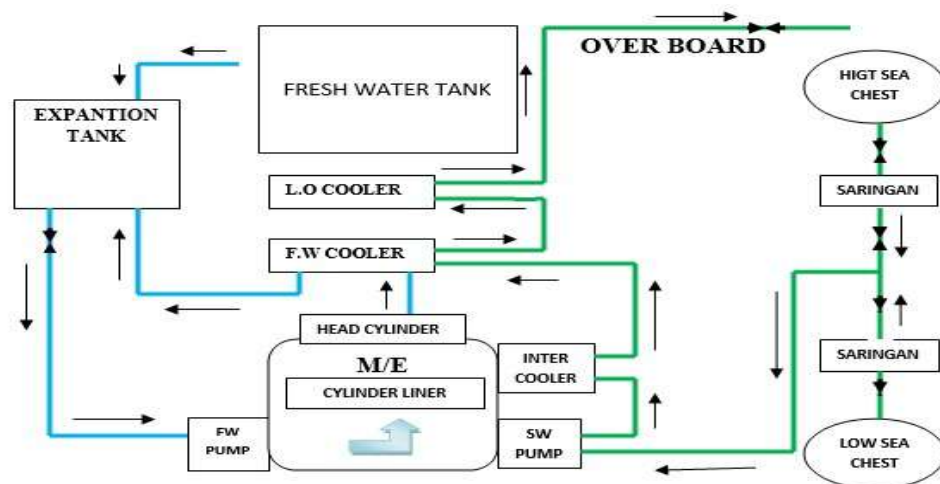 OVER BOARD
HIGT SEA
CHEST
FRESH WATER TANK
EXPANTION
TANK
L.O COOLER
SARINGAN
F.W COOLER
HEAD CYLINDER
M/E
INTER
COOLER
SARINGAN
CYLINDER LINER
FW
PUMP
SW
PUMP
LOW SEA
CHEST